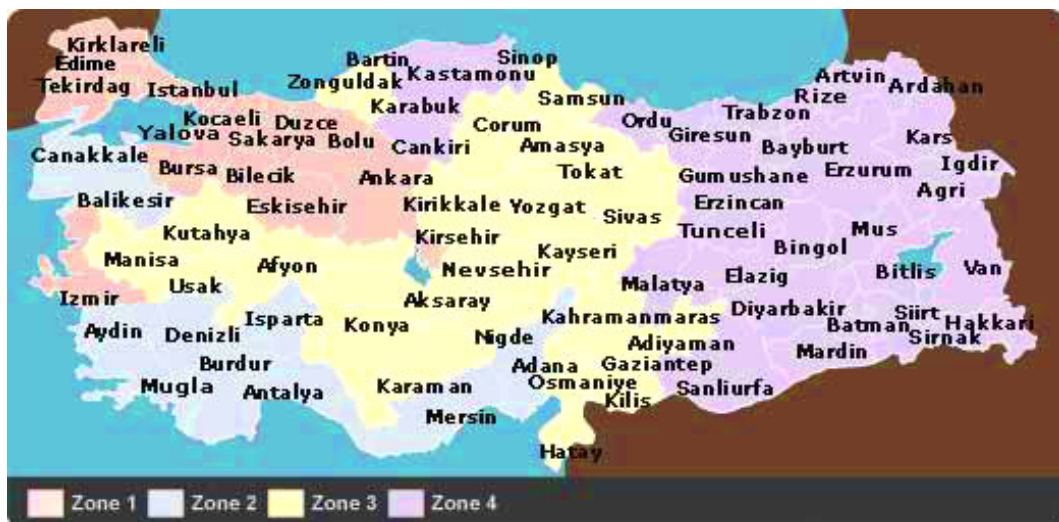 Kirklareli
Edime
Tekirdag
Istanbul
Kocaeli
Yalova
Sakarya
Duzce
Bolu
Zonguldak
Bartin
Kastamonu
Karabuk
Sinop
Samsun
Cankiri
Corum
Amasya
Tokat
Ordu
Giresun
Trabzon
Rize
Artvin
Ardahan
Kars
Igdir
Agri
Bayburt
Erzurum
Gumushane
Erzincan
Canakkale
Bursa
Bilecik
Ankara
Balikesir
Eskisehir
Kirikkale
Yozgat
Sivas
Tunceli
Bingol
Mus
Kutahya
Kirsehir
Kayseri
Manisa
Afyon
Nevsehir
Malatya
Elazig
Bitlis
Van
Usak
Izmir
Aksaray
Aydin
Denizli
Isparta
Konya
Nigde
Kahramanmaras
Diyarbakir
Batman
Siirt
Hakkari
Sirnak
Adiyaman
Mardin
Burdur
Adana
Gaziantep
Mugla
Antalya
Karaman
Osmaniye
Kilis
Sanliurfa
Mersin
Hatay
Zone 1
Zone 2
Zone 3
Zone 4